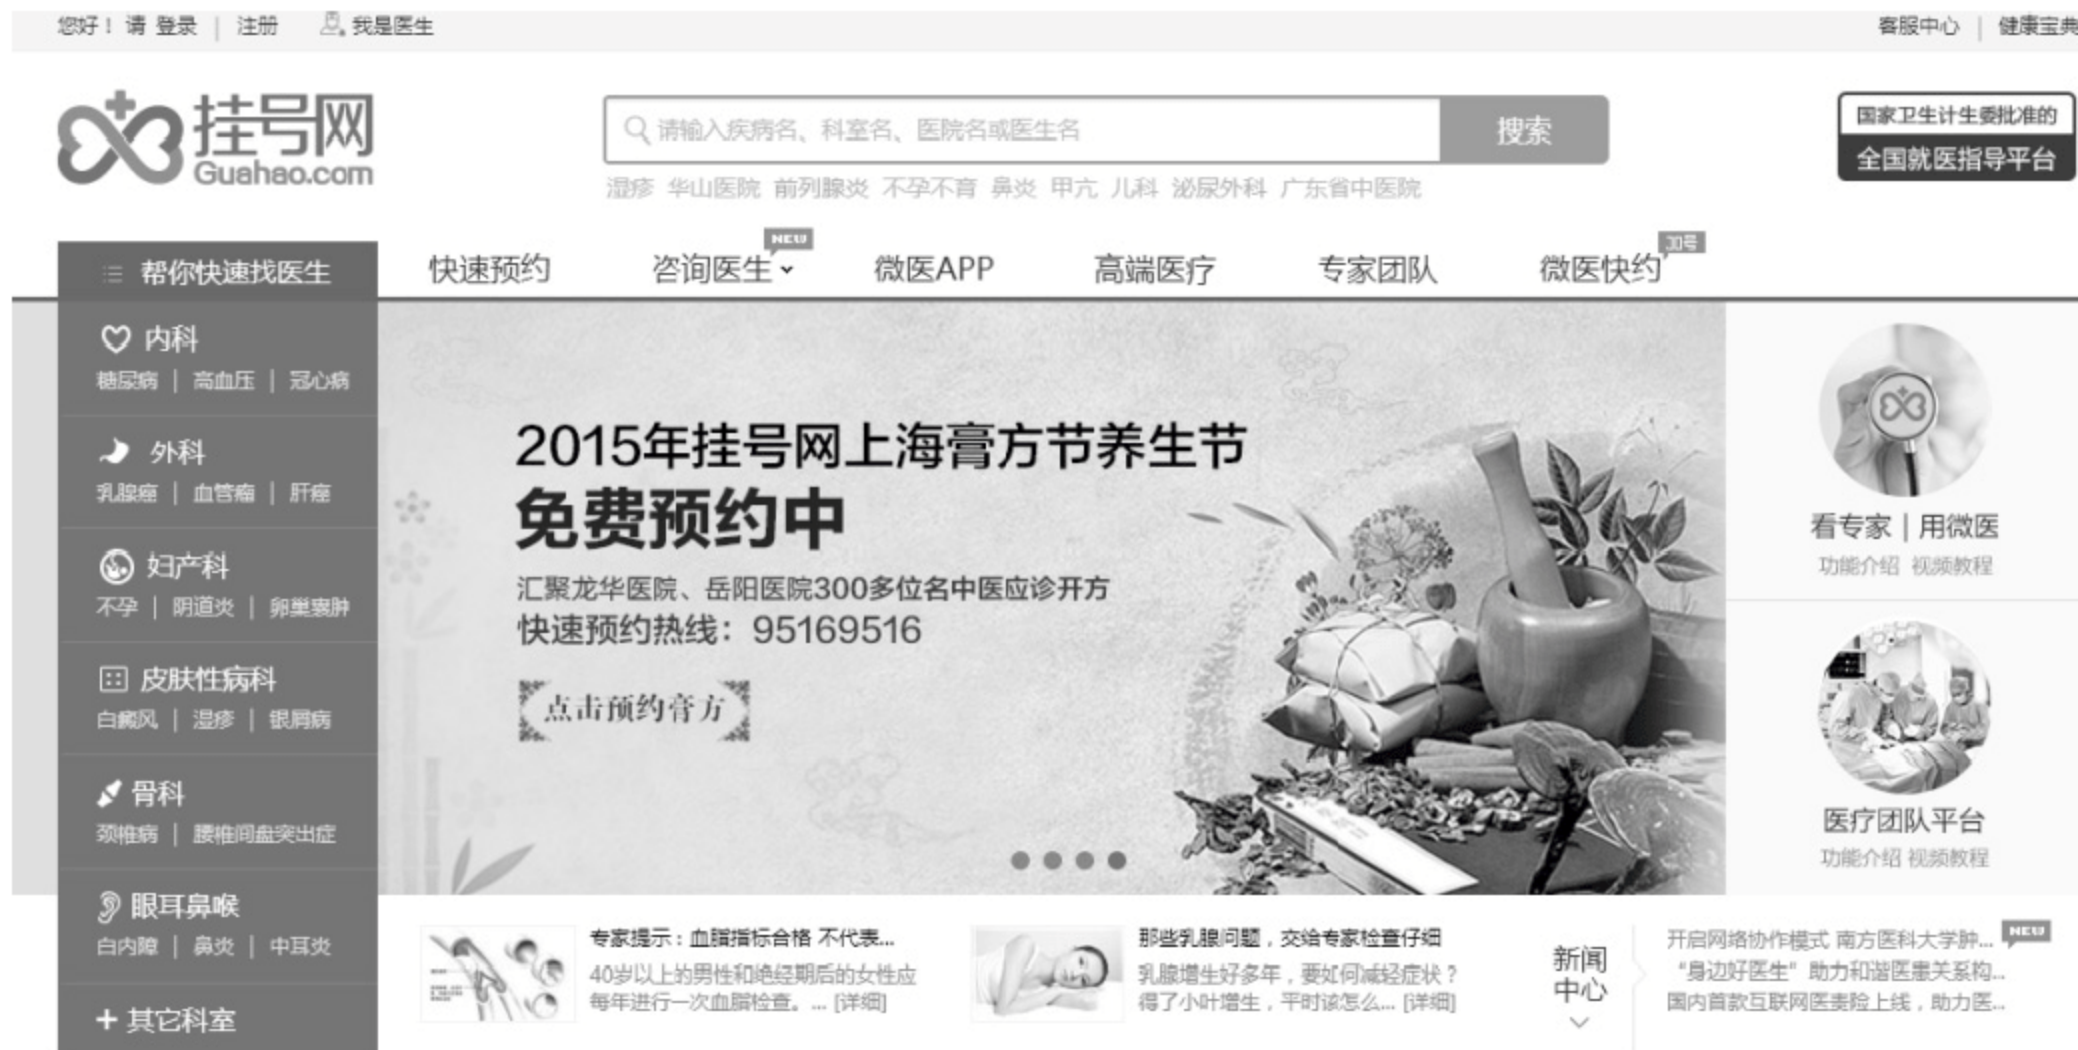 您好！请 登录 | 注册 我是医生
客服中心 | 健康宝典
挂号网
Guahao.com
请输入疾病名、科室名、医院名或医生名
搜索
国家卫生计生委批准的
全国就医指导平台
湿疹 华山医院 前列腺炎 不孕不育 鼻炎 甲亢 儿科 泌尿外科 广东省中医院
帮你快速找医生
快速预约
咨询医生
NEW
微医APP
高端医疗
专家团队
微医快约
30号
内科
糖尿病 | 高血压 | 冠心病
外科
乳腺癌 | 血管瘤 | 肝癌
妇产科
不孕 | 阴道炎 | 卵巢囊肿
皮肤性病科
白癜风 | 湿疹 | 银屑病
骨科
颈椎病 | 腰椎间盘突出症
眼耳鼻喉
白内障 | 鼻炎 | 中耳炎
+ 其它科室
2015年挂号网上海膏方节养生节
免费预约中
汇聚龙华医院、岳阳医院300多位名中医应诊开方
快速预约热线：95169516
点击预约膏方
看专家 | 用微医
功能介绍 视频教程
医疗团队平台
功能介绍 视频教程
专家提示：血脂指标合格 不代表...
40岁以上的男性和绝经期后的女性应
每年进行一次血脂检查。... [详细]
那些乳腺问题，交给专家检查仔细
乳腺增生好多年，要如何减轻症状？
得了小叶增生，平时该怎么... [详细]
新闻
中心
开启网络协作模式 南方医科大学肿...
NEW
“身边好医生”助力和谐医患关系构...
国内首款互联网医责险上线，助力医...